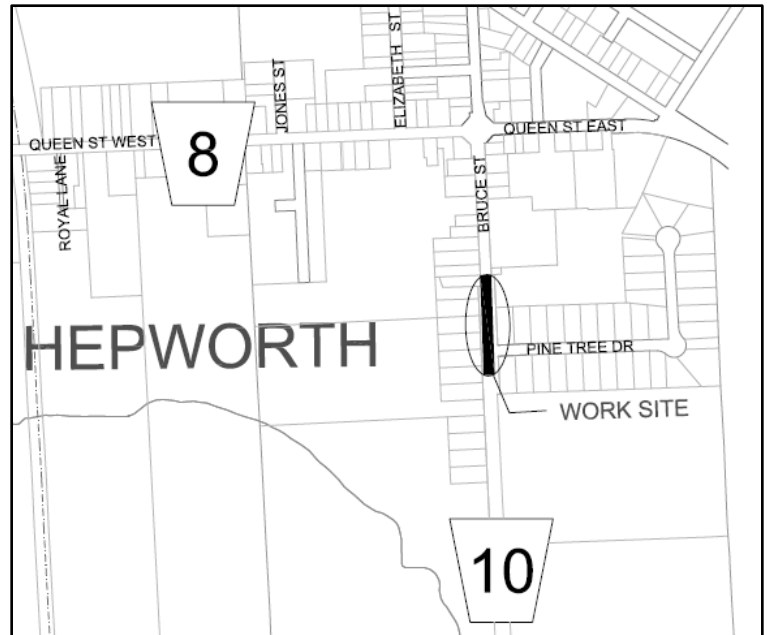 ELIZABETH ST
JONES ST
QUEEN ST WEST
8
QUEEN ST EAST
ROYAL LANE
BRUCE ST
HEPWORTH
PINE TREE DR
WORK SITE
10